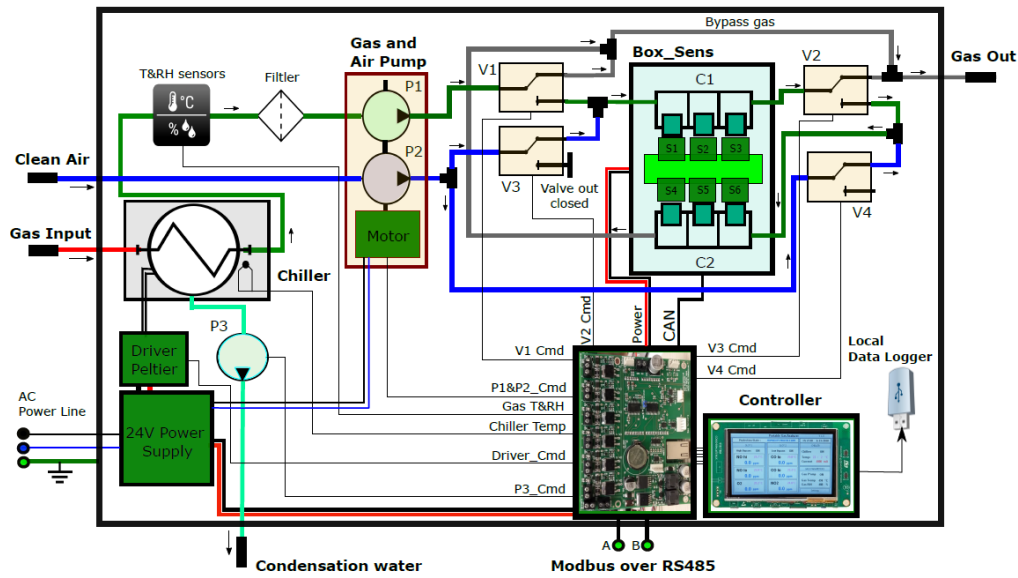 Bypass gas
Gas and
Air Pump
Box_Sens
V2
Gas Out
T&RH sensors
Filtler
V1
C1
P1
°C
%
S1
S2
S3
P2
Clean Air
V3
Valve out
closed
S4
S5
S6
V4
Gas Input
Motor
C2
Chiller
P3
V2 Cmd
Power
CAN
Driver
Peltier
V1 Cmd
V3 Cmd
V4 Cmd
Local
Data Logger
P1&P2_Cmd
Gas T&RH
Chiller Temp
Controller
AC
Power Line
24V Power
Supply
Driver_Cmd
P3_Cmd
A
B
Condensation water
Modbus over RS485